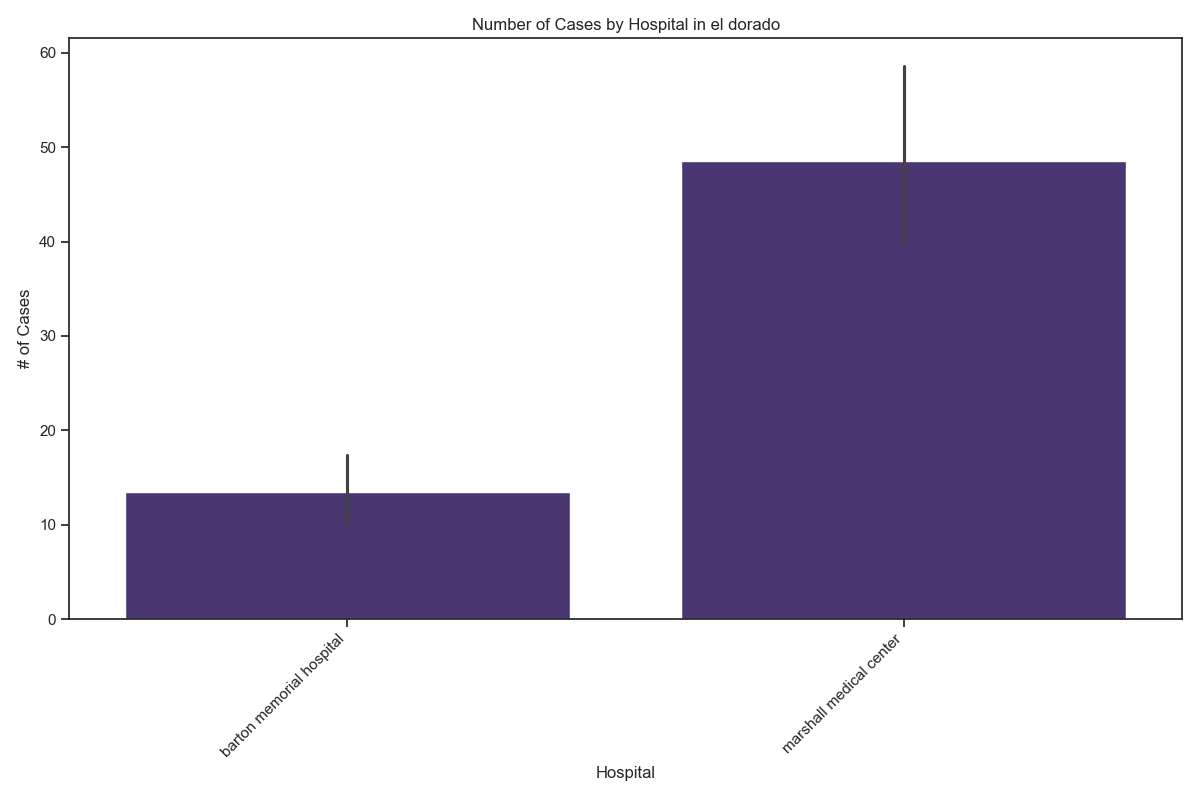 Number of Cases by Hospital in el dorado
60
50
40
30
20
10
0
# of Cases
barton memorial hospital
marshall medical center
Hospital